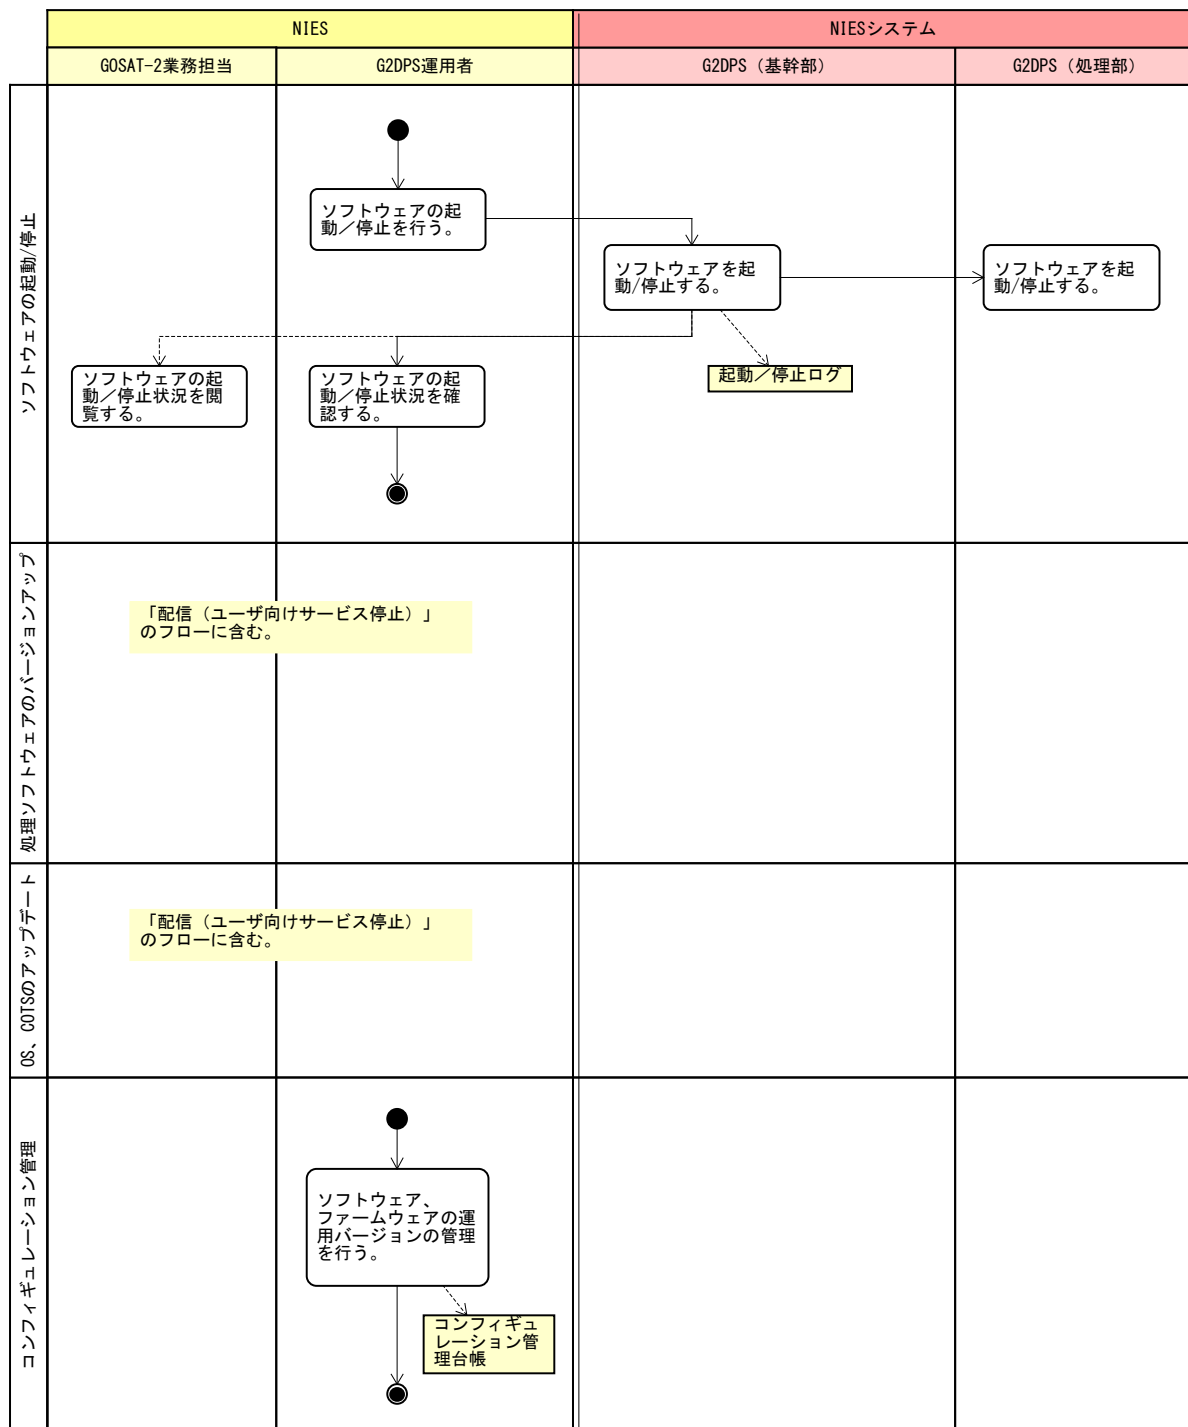 NIES
NIESシステム
GOSAT-2業務担当
G2DPS運用者
G2DPS（基幹部）
G2DPS（処理部）
ソフトウェアの起動/停止
ソフトウェアの起
動／停止を行う。
ソフトウェアを起
動/停止する。
ソフトウェアを起
動/停止する。
ソフトウェアの起
動／停止状況を閲
覧する。
ソフトウェアの起
動／停止状況を確
認する。
起動／停止ログ
処理ソフトウェアのバージョンアップ
「配信（ユーザ向けサービス停止）」
のフローに含む。
OS、COTSのアップデート
「配信（ユーザ向けサービス停止）」
のフローに含む。
コンフィギュレーション管理
ソフトウェア、
ファームウェアの運
用バージョンの管理
を行う。
コンフィギュ
レーション管
理台帳